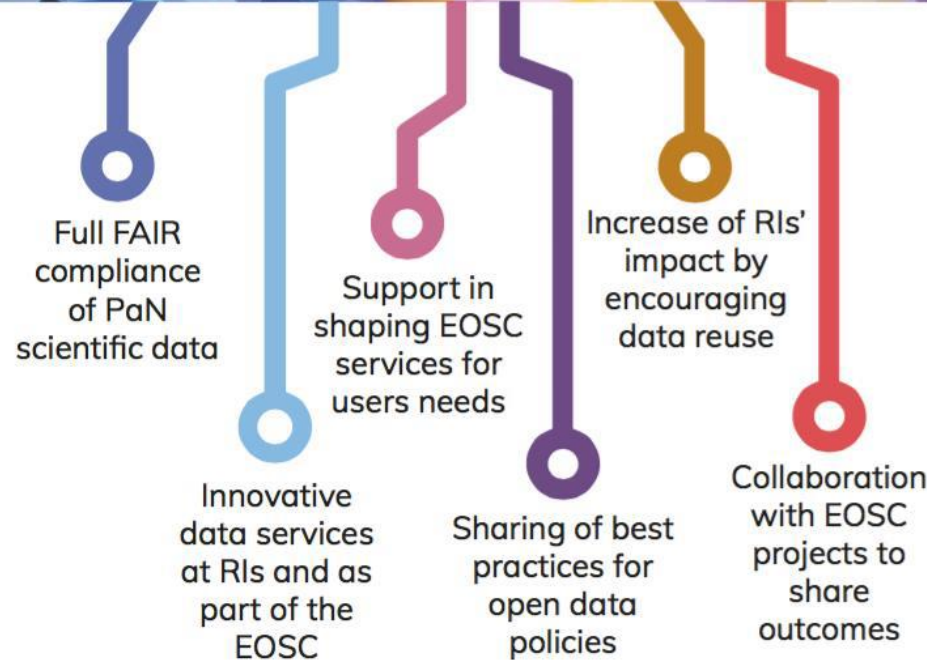 Full FAIR
compliance
of PaN
scientific data
Innovative
data services
at RIs and as
part of the
EOSC
Support in
shaping EOSC
services for
users needs
Sharing of best
practices for
open data
policies
Increase of RIs’
impact by
encouraging
data reuse
Collaboration
with EOSC
projects to
share
outcomes